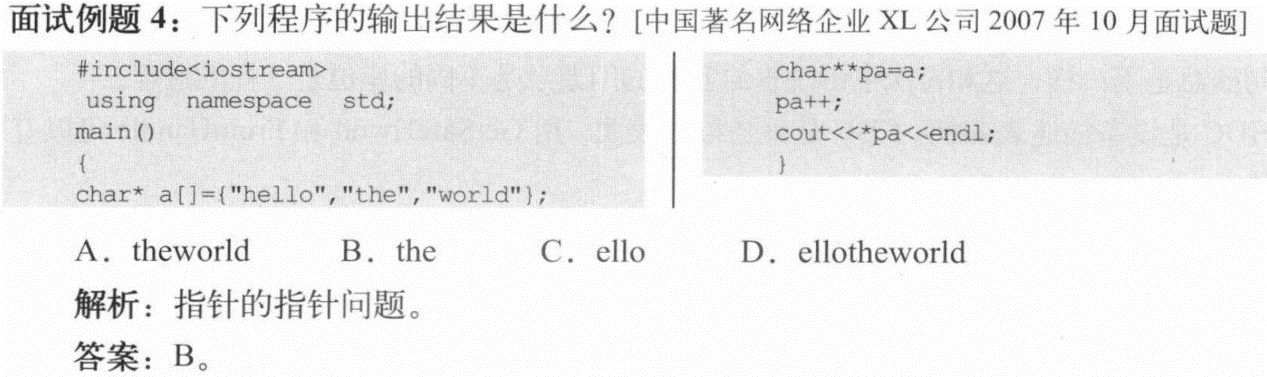 面试例题 4：下列程序的输出结果是什么？[中国著名网络企业 XL 公司 2007 年 10 月面试题]
#include<iostream>
using namespace std;
main()
{
char* a[]={"hello","the","world"};
char**pa=a;
pa++;
cout<<*pa<<endl;
}
A．theworld B．the C．ello D．ellotheworld
解析：指针的指针问题。
答案：B。